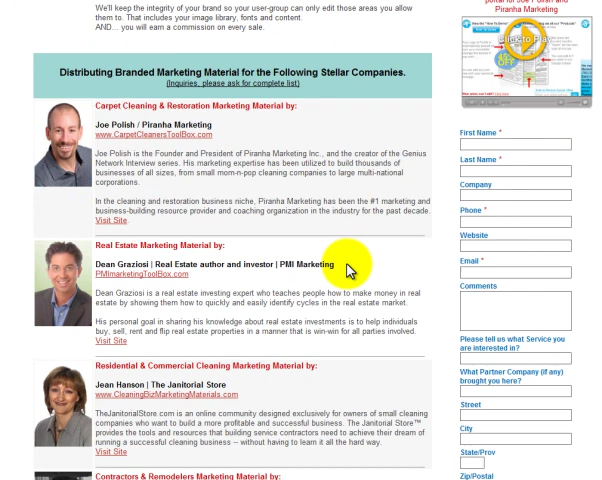 We'll keep the integrity of your brand so your user-group can only edit those areas you allow
them to. That includes your image library, fonts and content
AND... you will earn a commission on every sale.
Distributing Branded Marketing Material for the Following Stellar Companies.
(Inquiries, please ask for complete list)
Carpet Cleaning & Restoration Marketing Material by:
Joe Polish / Piranha Marketing
www.CarpetCleanersToolBox.com
Joe Polish is the Founder and President of Piranha Marketing Inc., and the creator of the Genius
Network Interview series. His marketing expertise has been utilized to build thousands of
businesses of all sizes, from small mom-n-pop cleaning companies to large multi-national
corporations.
In the cleaning and restoration business niche, Piranha Marketing has been the #1 marketing and
business-building resource provider and coaching organization in the industry for the past decade.
Visit Site.
Real Estate Marketing Material by:
Dean Graziosi | Real Estate author and investor | PMI Marketing
PMImarketingToolBox.com
Dean Graziosi is a real estate investing expert who teaches people how to make money in real
estate by showing them how to quickly and easily identify cycles in the real estate market.
His personal goal in sharing his knowledge about real estate investments is to help individuals
buy, sell, rent and flip real estate properties in a manner that is win-win for all parties involved.
Visit Site
Residential & Commercial Cleaning Marketing Material by:
Jean Hanson | The Janitorial Store
www.CleaningBizMarketingMaterials.com
TheJanitorialStore.com is an online community designed exclusively for owners of small cleaning
companies who want to build a more profitable and successful business. The Janitorial Store™
provides the tools and resources that building service contractors need to achieve their dream of
running a successful cleaning business – without having to learn it all the hard way.
Visit Site
Contractors & Remodelers Marketing Material by:
portal for Joe Polish and
Piranha Marketing
Click to Play
First Name *
Last Name *
Company
Phone *
Website
Email *
Comments
Please tell us what Service you
are interested in?
What Partner Company (if any)
brought you here?
Street
City
State/Prov
Zip/Postal